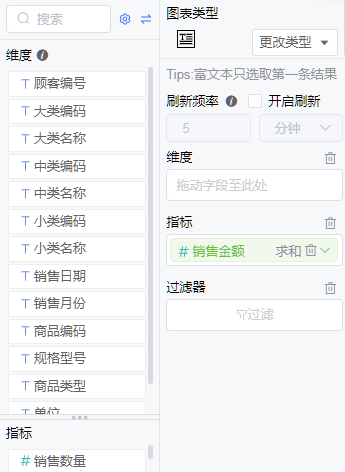 搜索
维度
T 顾客编号
T 大类编码
T 大类名称
T 中类编码
T 中类名称
T 小类编码
T 小类名称
T 销售日期
T 销售月份
T 商品编码
T 规格型号
T 商品类型
T 单位
指标
# 销售数量
图表类型
更改类型
Tips:富文本只选取第一条结果
刷新频率 开启刷新
5 分钟
维度
拖动字段至此处
指标
# 销售金额 求和
过滤器
过滤